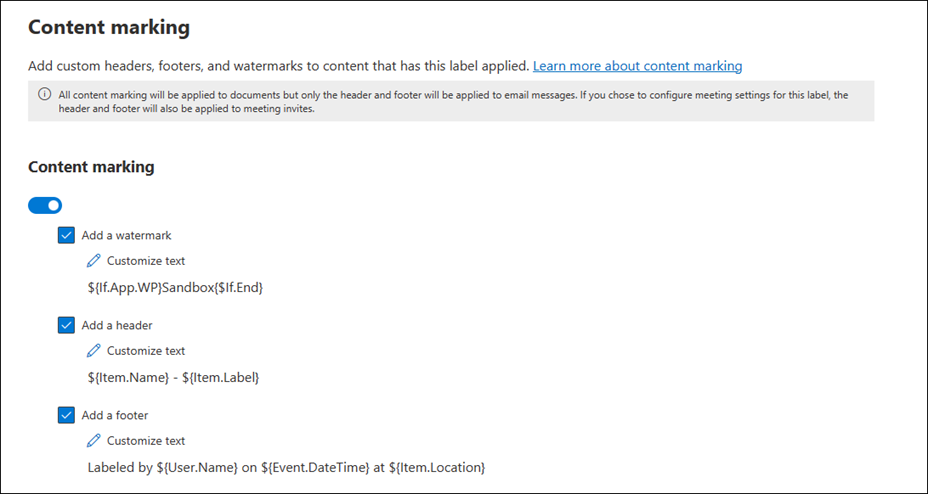 Content marking
Add custom headers, footers, and watermarks to content that has this label applied. Learn more about content marking
All content marking will be applied to documents but only the header and footer will be applied to email messages. If you chose to configure meeting settings for this label, the
header and footer will also be applied to meeting invites.
Content marking
Add a watermark
Customize text
${If.App.WP}Sandbox{$If.End}
Add a header
Customize text
${Item.Name} - ${Item.Label}
Add a footer
Customize text
Labeled by ${User.Name} on ${Event.DateTime} at ${Item.Location}